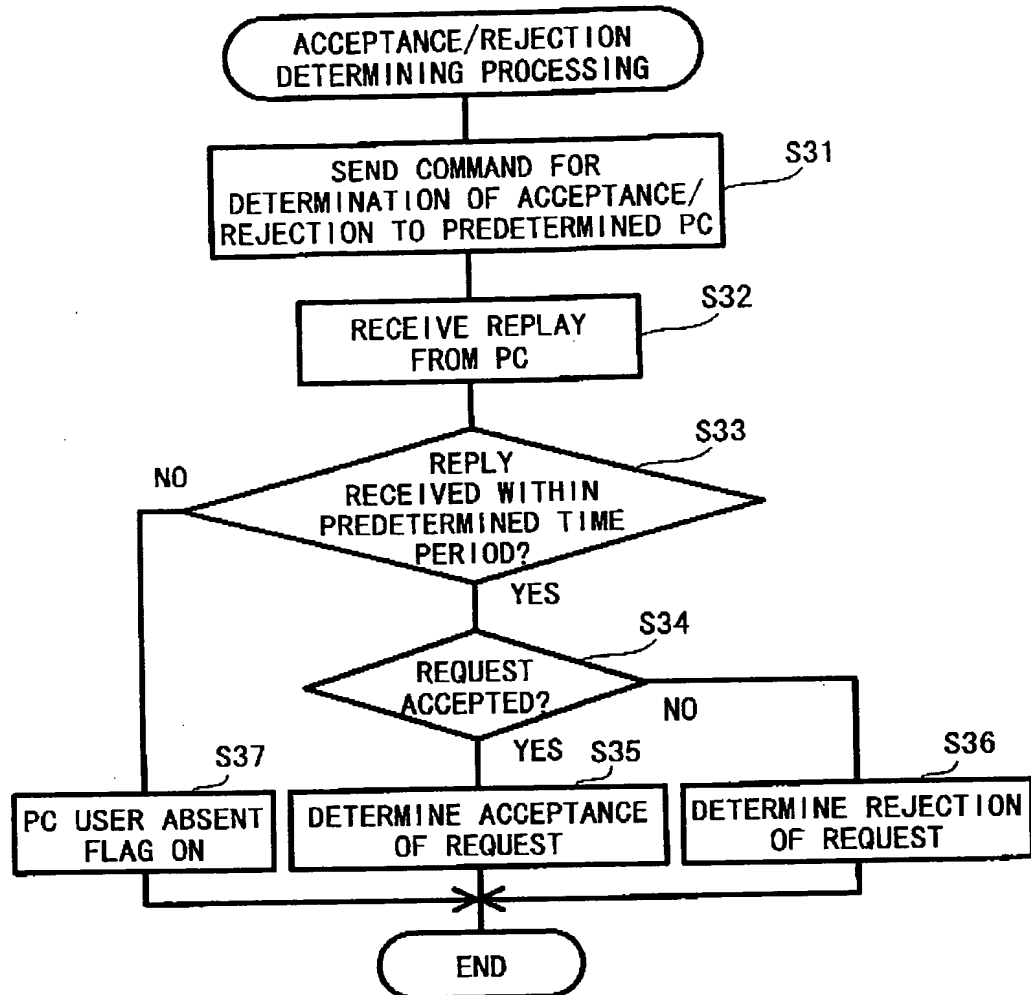 ACCEPTANCE/REJECTION
DETERMINING PROCESSING
S31
SEND COMMAND FOR
DETERMINATION OF ACCEPTANCE/
REJECTION TO PREDETERMINED PC
S32
RECEIVE REPLAY
FROM PC
S33
NO
REPLY
RECEIVED WITHIN
PREDETERMINED TIME
PERIOD?
YES
S34
REQUEST
ACCEPTED?
NO
YES
S37
S35
S36
PC USER ABSENT
FLAG ON
DETERMINE ACCEPTANCE
OF REQUEST
DETERMINE REJECTION
OF REQUEST
END